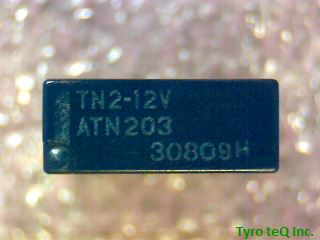 TN2-12V
ATN203
30809H
Tyro teQ Inc.